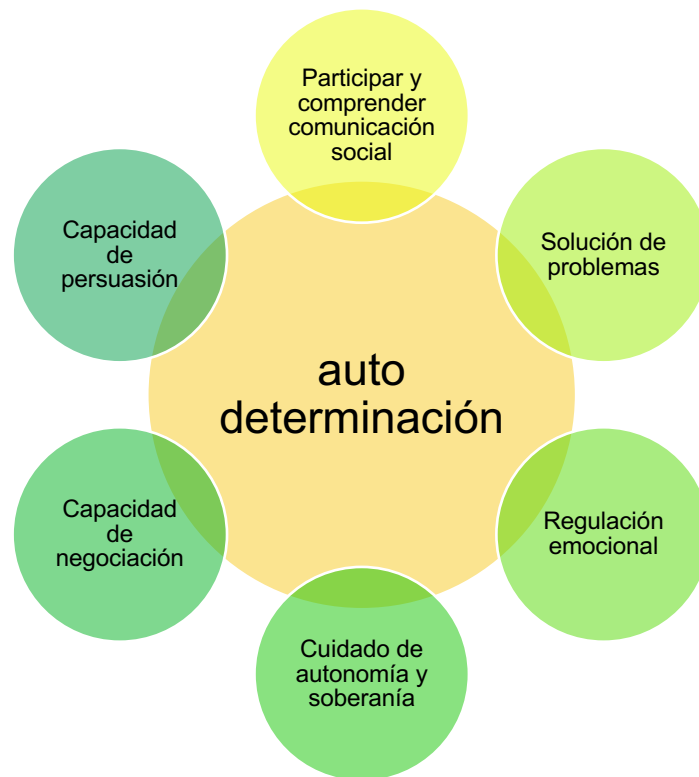 Participar y
comprender
comunicación
social
Solución de
problemas
Regulación
emocional
Cuidado de
autonomía y
soberanía
Capacidad
de
negociación
Capacidad
de
persuasión
auto
determinación